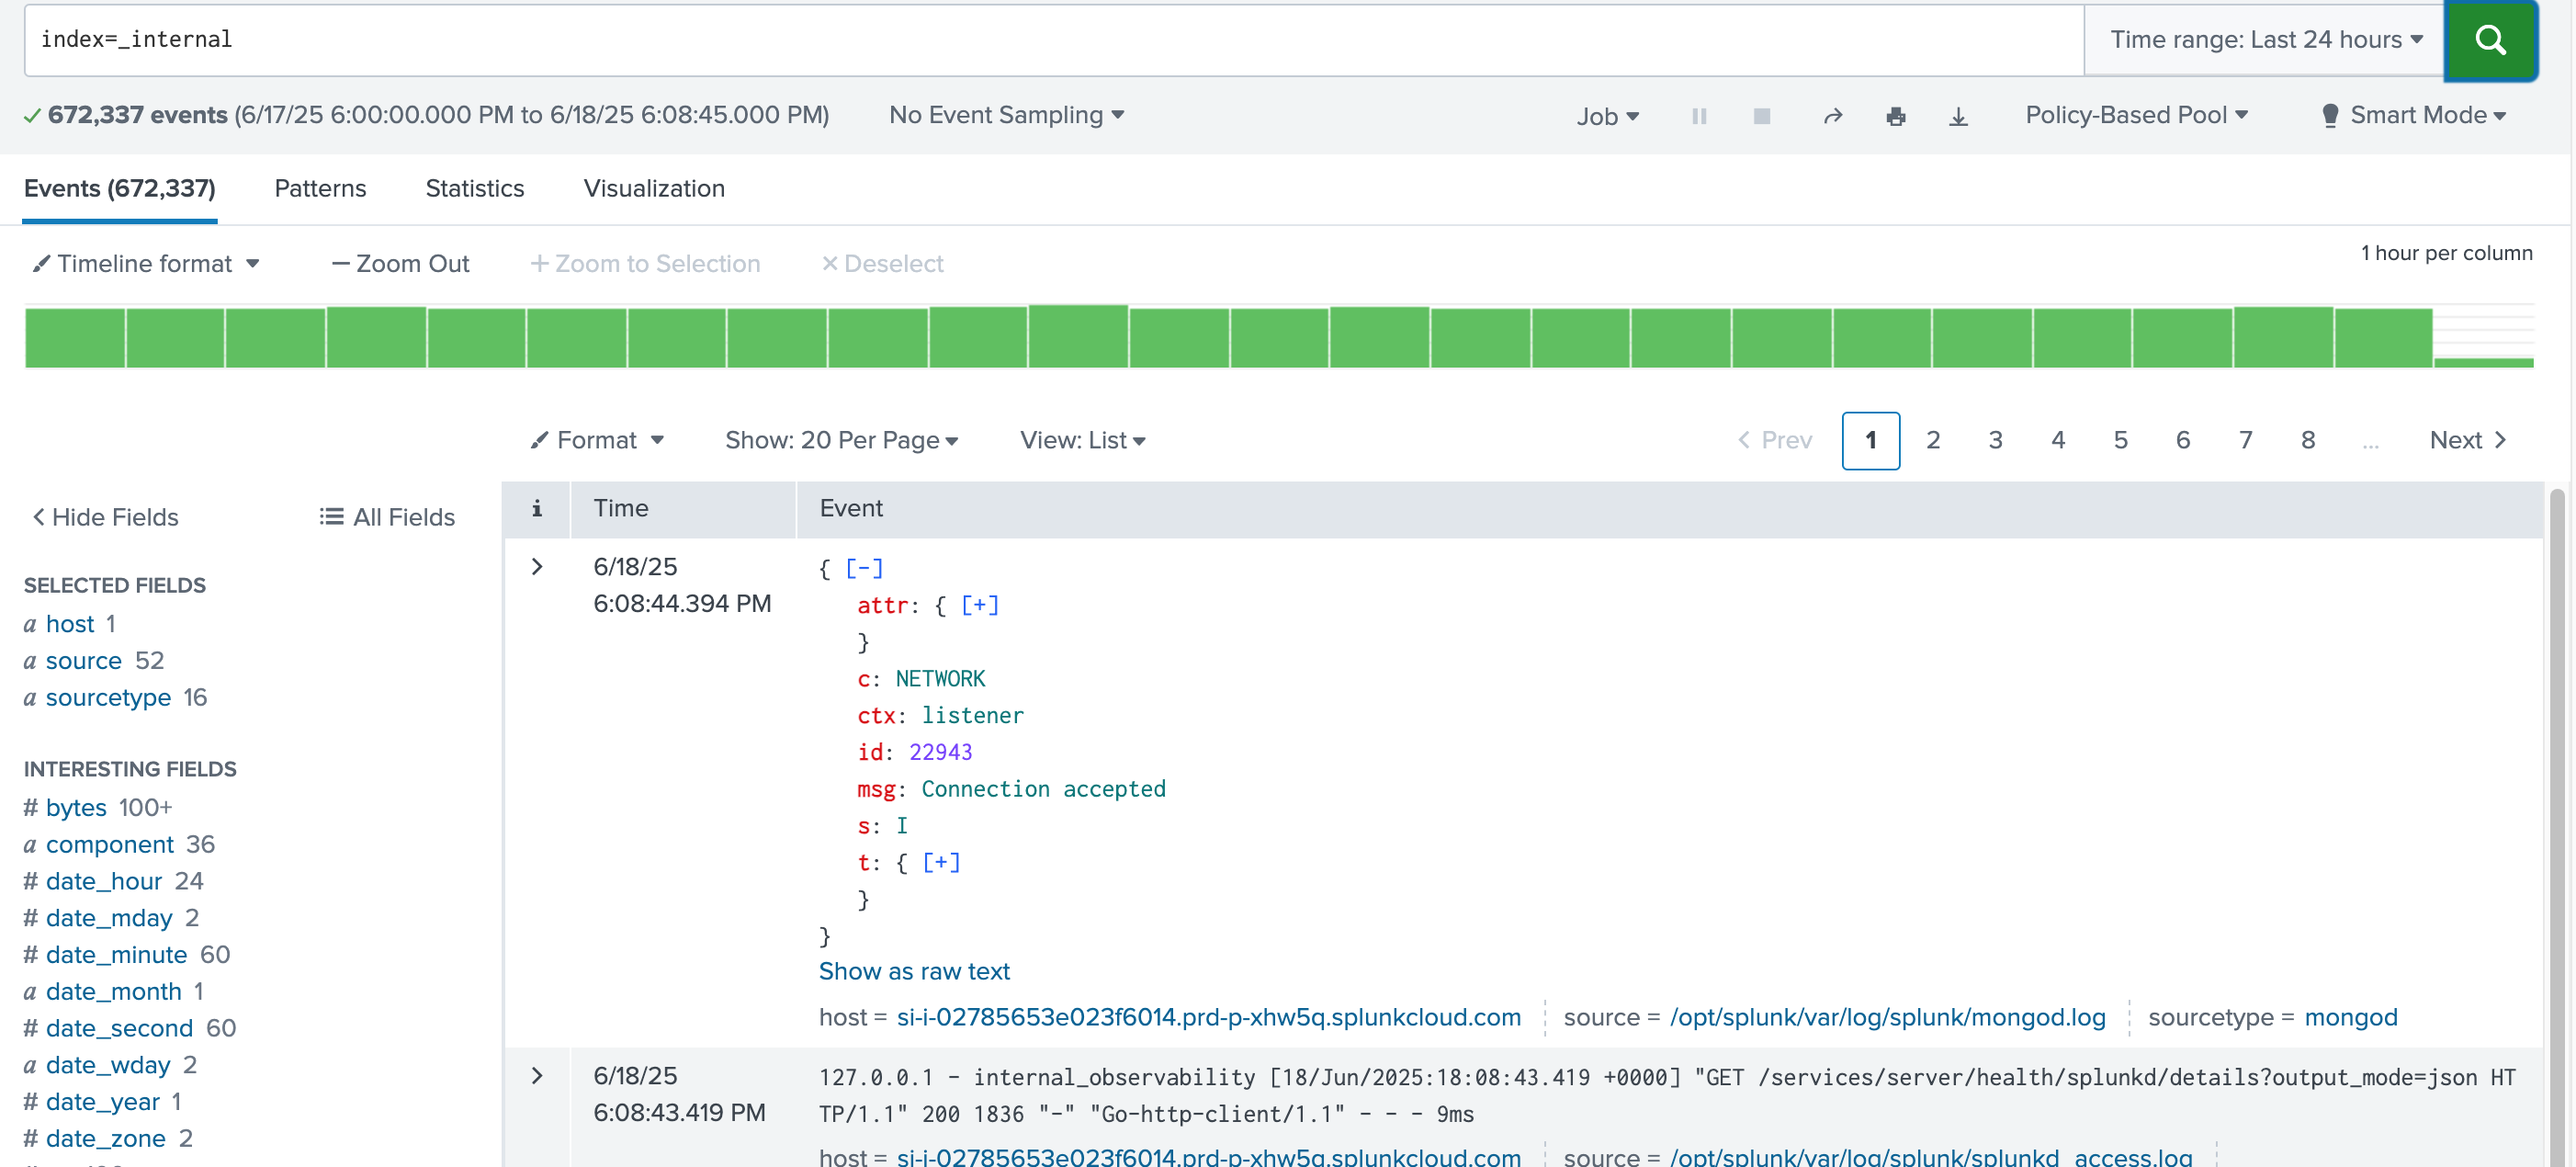 index=_internal
Time range: Last 24 hours
672,337 events (6/17/25 6:00:00.000 PM to 6/18/25 6:08:45.000 PM)
No Event Sampling
Job
Policy-Based Pool
Smart Mode
Events (672,337)
Patterns
Statistics
Visualization
Timeline format
— Zoom Out
+ Zoom to Selection
× Deselect
1 hour per column
Format
Show: 20 Per Page
View: List
< Prev
1
2
3
4
5
6
7
8
...
Next >
< Hide Fields
All Fields
SELECTED FIELDS
a host 1
a source 52
a sourcetype 16
INTERESTING FIELDS
# bytes 100+
a component 36
# date_hour 24
# date_mday 2
# date_minute 60
a date_month 1
# date_second 60
a date_wday 2
# date_year 1
# date_zone 2
i
Time
Event
>
6/18/25
6:08:44.394 PM
{ [-]
attr: { [+]
}
c: NETWORK
ctx: listener
id: 22943
msg: Connection accepted
s: I
t: { [+]
}
}
Show as raw text
host = si-i-02785653e023f6014.prd-p-xhw5q.splunkcloud.com
source = /opt/splunk/var/log/splunk/mongod.log
sourcetype = mongod
>
6/18/25
6:08:43.419 PM
127.0.0.1 - internal_observability [18/Jun/2025:18:08:43.419 +0000] "GET /services/server/health/splunkd/details?output_mode=json HT
TP/1.1" 200 1836 "-" "Go-http-client/1.1" - - - 9ms
host = si-i-02785653e023f6014.prd-p-xhw5q.splunkcloud.com
source = /opt/splunk/var/log/splunk/splunkd_access.log